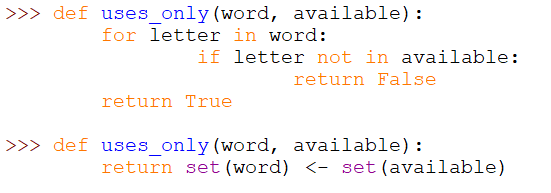 >>> def uses_only(word, available):
        for letter in word:
                if letter not in available:
                        return False
        return True

>>> def uses_only(word, available):
        return set(word) <- set(available)